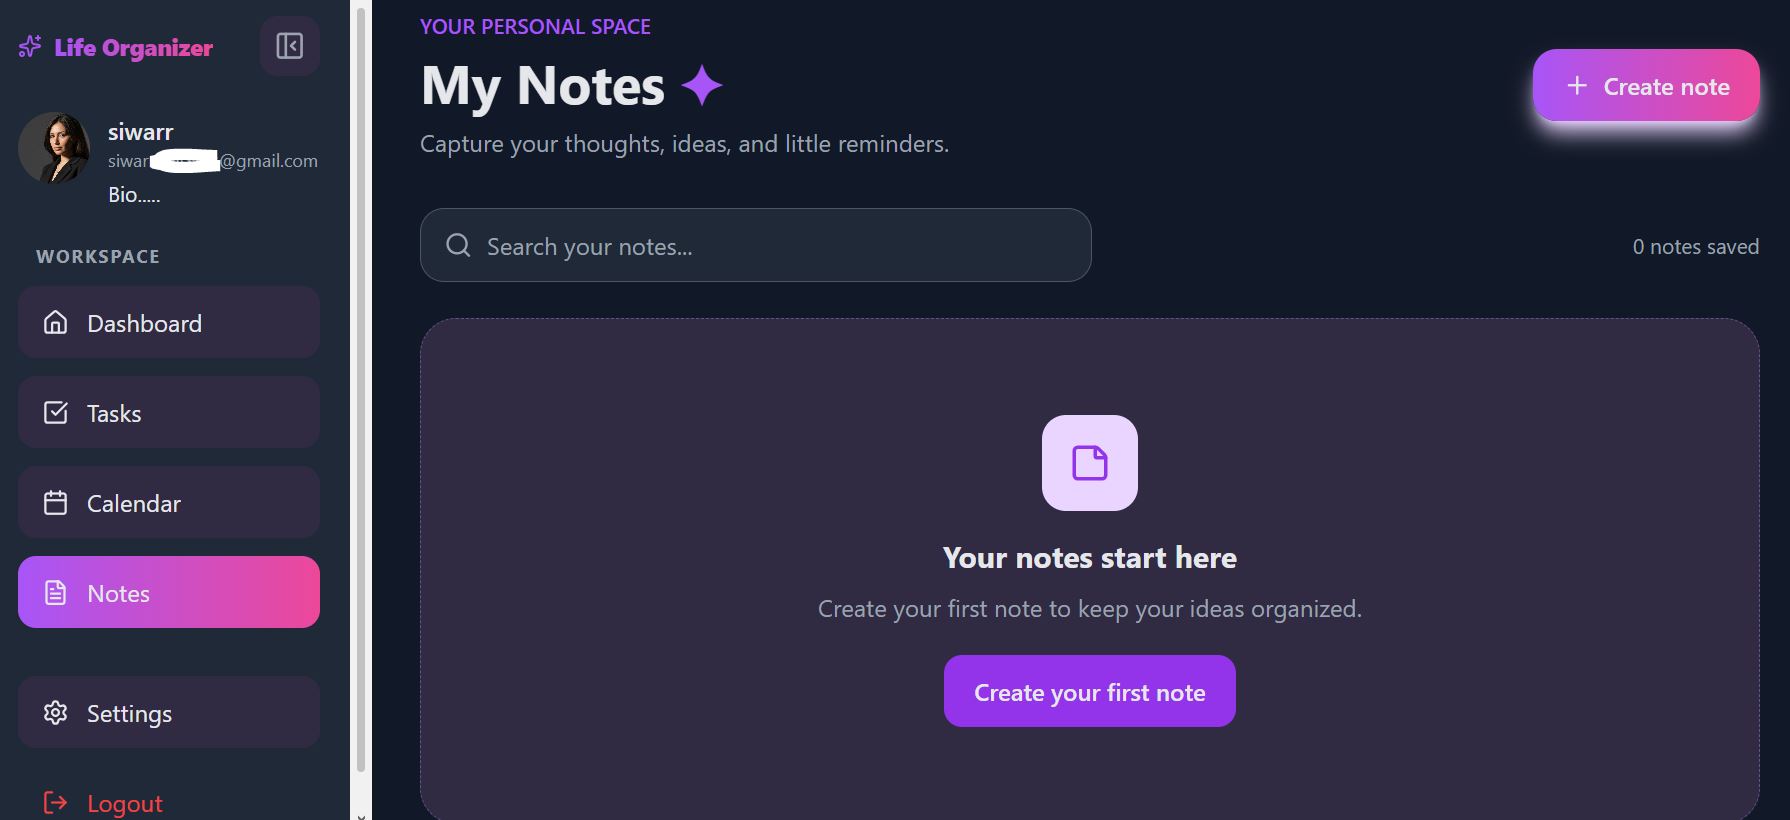 Life Organizer
siwarr
siwar @gmail.com
Bio.....
WORKSPACE
Dashboard
Tasks
Calendar
Notes
Settings
Logout
YOUR PERSONAL SPACE
My Notes
Capture your thoughts, ideas, and little reminders.
Create note
Search your notes...
0 notes saved
Your notes start here
Create your first note to keep your ideas organized.
Create your first note